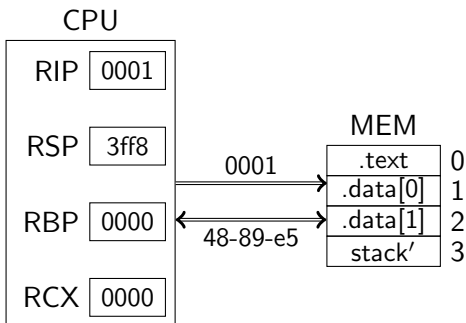 CPU
RIP 0001
RSP 3ff8
RBP 0000
RCX 0000
0001
48-89-e5
MEM
.text 0
.data[0] 1
.data[1] 2
stack′ 3